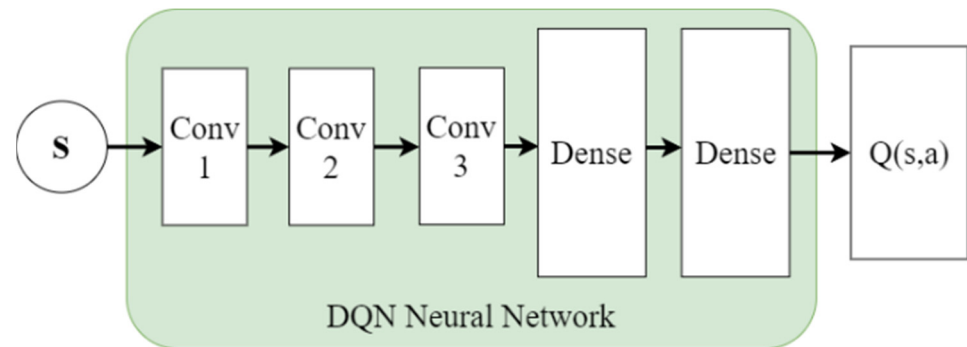 S
Conv
1
Conv
2
Conv
3
Dense
Dense
Q(s,a)
DQN Neural Network